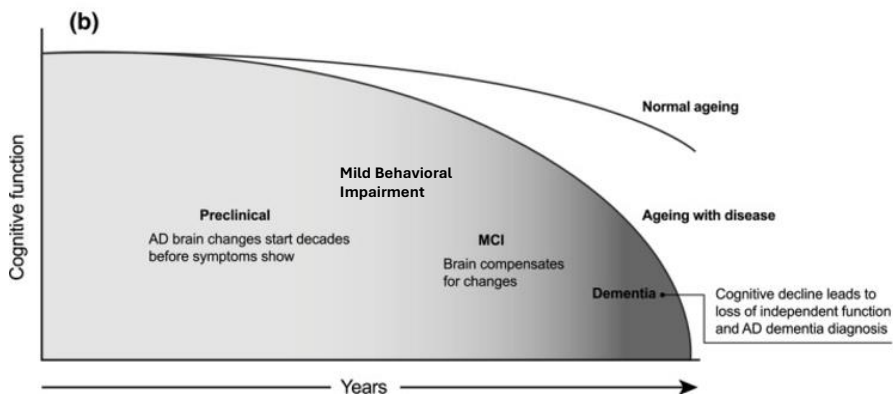 (b)
Cognitive function
Normal ageing
Mild Behavioral
Impairment
Preclinical
AD brain changes start decades
before symptoms show
Ageing with disease
MCI
Brain compensates
for changes
Dementia
Cognitive decline leads to
loss of independent function
and AD dementia diagnosis
Years